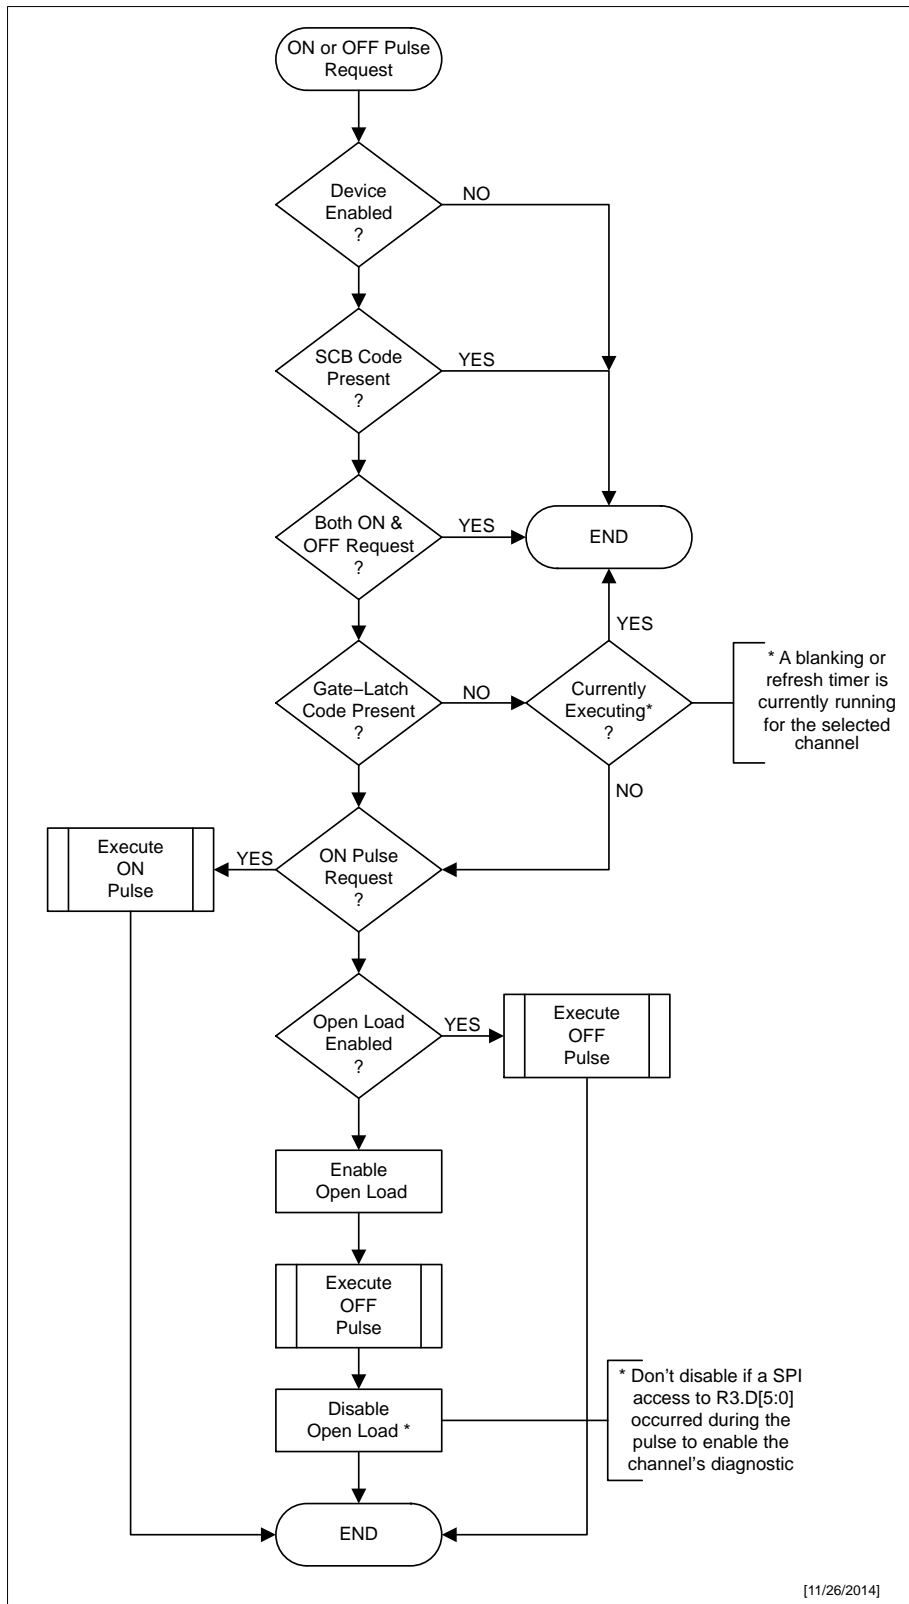 ON or OFF Pulse
Request
Device
Enabled
?
NO
SCB Code
Present
?
YES
Both ON &
OFF Request
?
YES
END
YES
Gate–Latch
Code Present
?
NO
Currently
Executing*
?
* A blanking or
refresh timer is
currently running
for the selected
channel
NO
Execute
ON
Pulse
YES
ON Pulse
Request
?
Open Load
Enabled
?
YES
Execute
OFF
Pulse
Enable
Open Load
Execute
OFF
Pulse
Disable
Open Load *
* Don't disable if a SPI
access to R3.D[5:0]
occurred during the
pulse to enable the
channel's diagnostic
END
[11/26/2014]